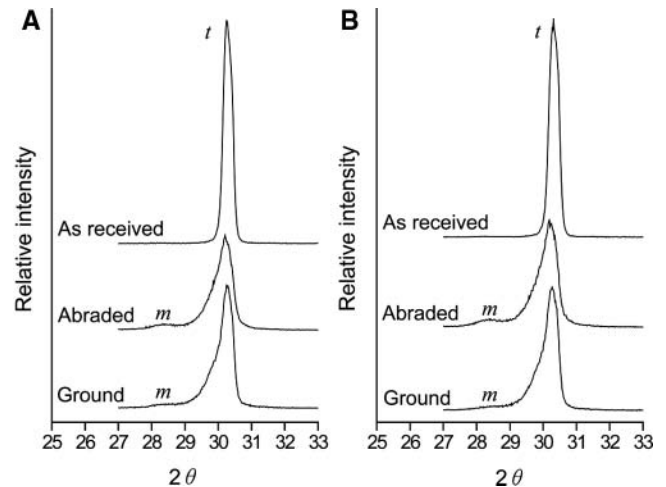 A
t
Relative intensity
As received
Abraded
m
Ground
m
25 26 27 28 29 30 31 32 33
2θ
B
t
Relative intensity
As received
Abraded
m
Ground
m
25 26 27 28 29 30 31 32 33
2θ